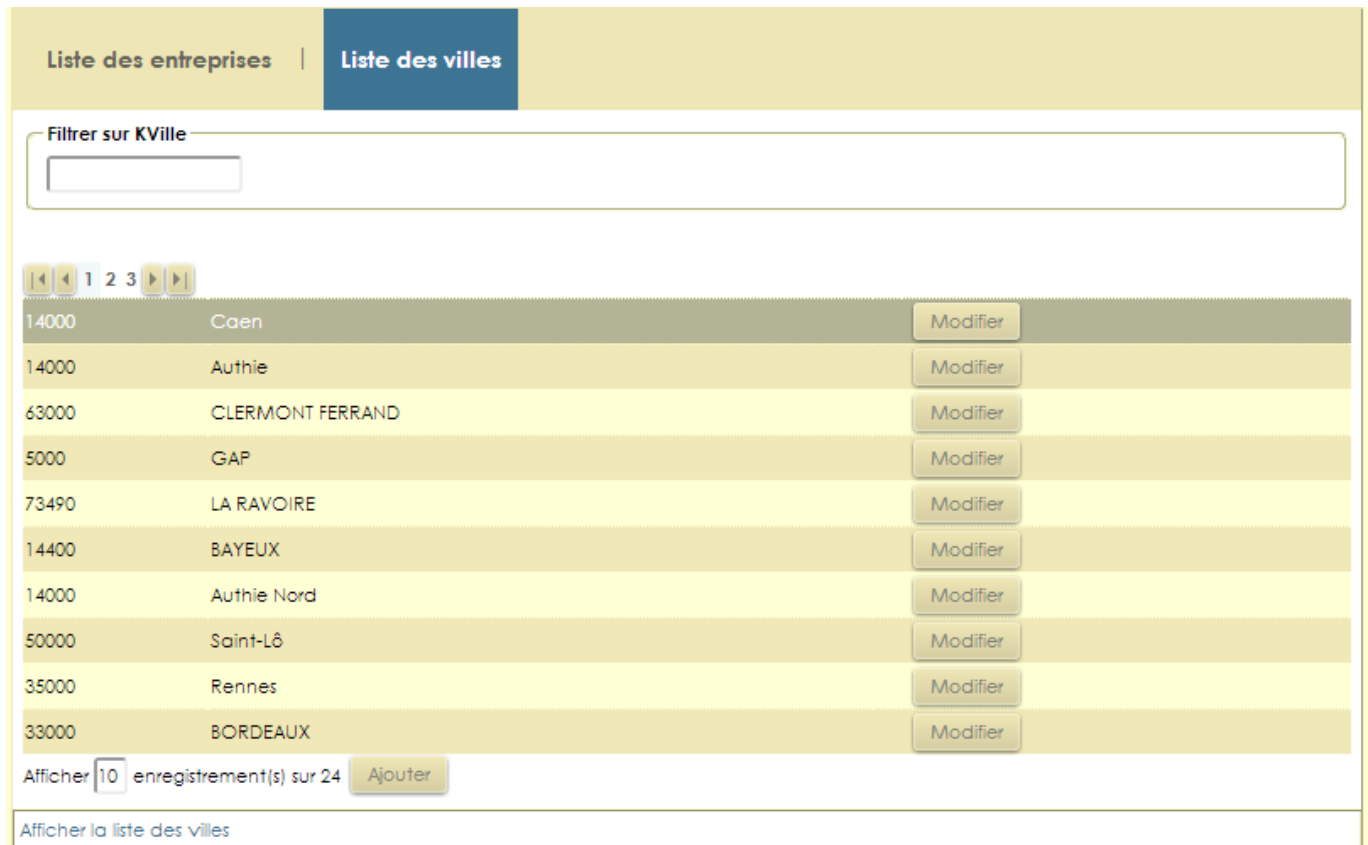 Liste des entreprises | Liste des villes
Filtrer sur KVille
1 2 3
14000 Caen Modifier
14000 Authie Modifier
63000 CLERMONT FERRAND Modifier
5000 GAP Modifier
73490 LA RAVOIRE Modifier
14400 BAYEUX Modifier
14000 Authie Nord Modifier
50000 Saint-Lô Modifier
35000 Rennes Modifier
33000 BORDEAUX Modifier
Afficher 10 enregistrement(s) sur 24 Ajouter
Afficher la liste des villes